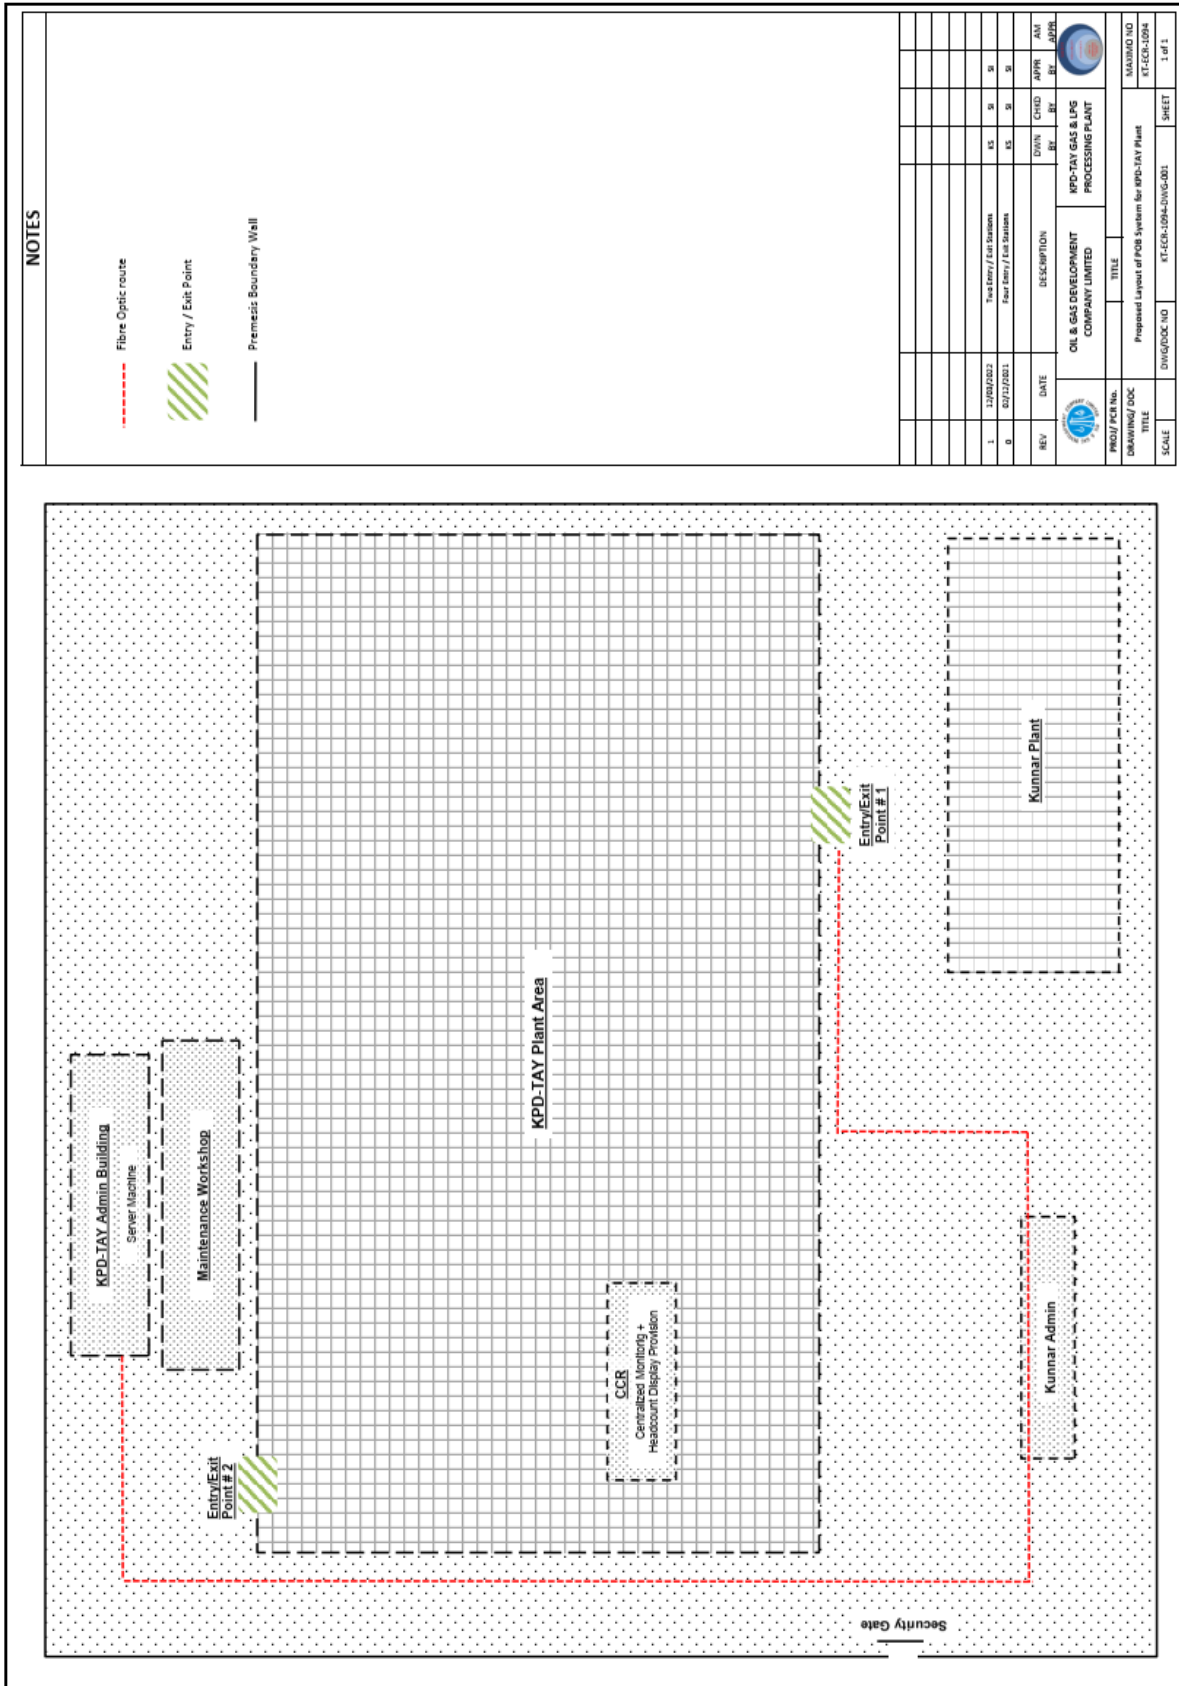 NOTES
Fibre Optic route
Entry / Exit Point
Premesis Boundary Wall
KPD-TAY Admin Building
Server Machine
Maintenance Workshop
Entry/Exit
Point # 2
KPD-TAY Plant Area
CCR
Centralized Monitorig +
Headcount Display Provision
Entry/Exit
Point # 1
Kunnar Plant
Kunnar Admin
Security Gate
1 12/03/2022 Two Entry / Exit Stations KS SI SI
0 02/12/2021 Four Entry / Exit Stations KS SI SI
REV DATE DESCRIPTION DWN BY CHKD BY APPR BY AM APPR
OIL & GAS DEVELOPMENT
COMPANY LIMITED
KPD-TAY GAS & LPG
PROCESSING PLANT
PROJ/ PCR No.
TITLE
DRAWING/ DOC
TITLE
Proposed Layout of POB System for KPD-TAY Plant
MAXIMO NO
KT-ECR-1094
SCALE
DWG/DOC NO
KT-ECR-1094-DWG-001
SHEET
1 of 1